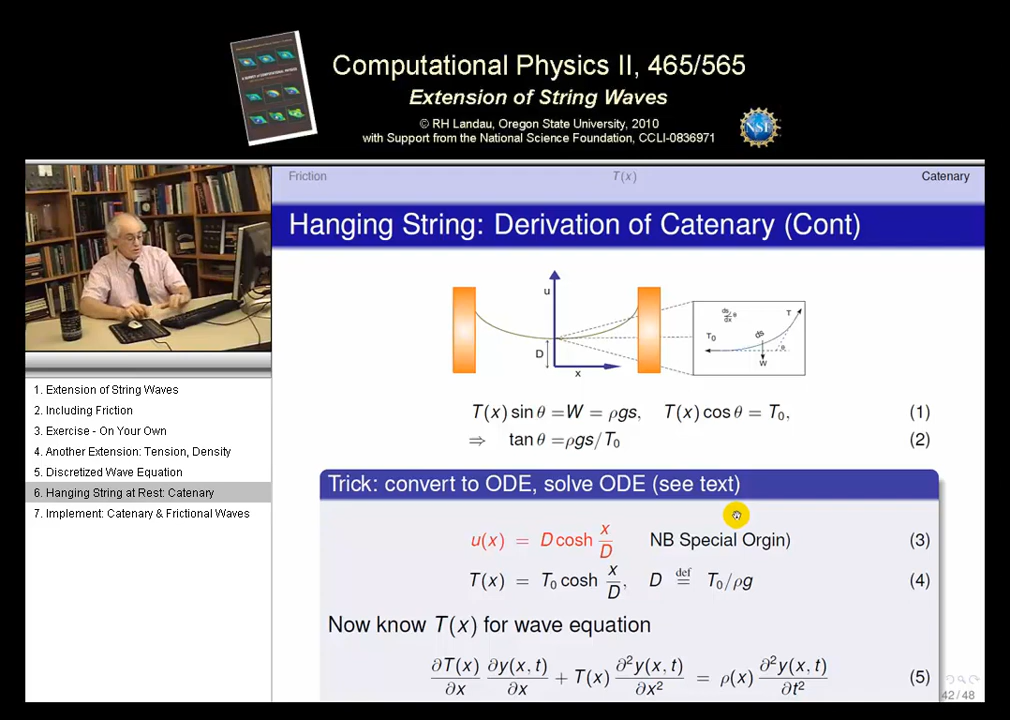 Computational Physics II, 465/565
Extension of String Waves
© RH Landau, Oregon State University, 2010
with Support from the National Science Foundation, CCLI-0836971
NSF
Friction T(x) Catenary
Hanging String: Derivation of Catenary (Cont)
u
D
x
ds/dx θ
T
T₀
ds
θ
W
T(x) sin θ = W = ρgs, T(x) cos θ = T₀, (1)
⇒ tan θ = ρgs/T₀ (2)
Trick: convert to ODE, solve ODE (see text)
u(x) = D cosh x/D NB Special Orgin) (3)
T(x) = T₀ cosh x/D, D def= T₀/ρg (4)
Now know T(x) for wave equation
∂T(x)/∂x ∂y(x, t)/∂x + T(x) ∂²y(x, t)/∂x² = ρ(x) ∂²y(x, t)/∂t² (5)
42 / 48
1. Extension of String Waves
2. Including Friction
3. Exercise - On Your Own
4. Another Extension: Tension, Density
5. Discretized Wave Equation
6. Hanging String at Rest: Catenary
7. Implement: Catenary & Frictional Waves